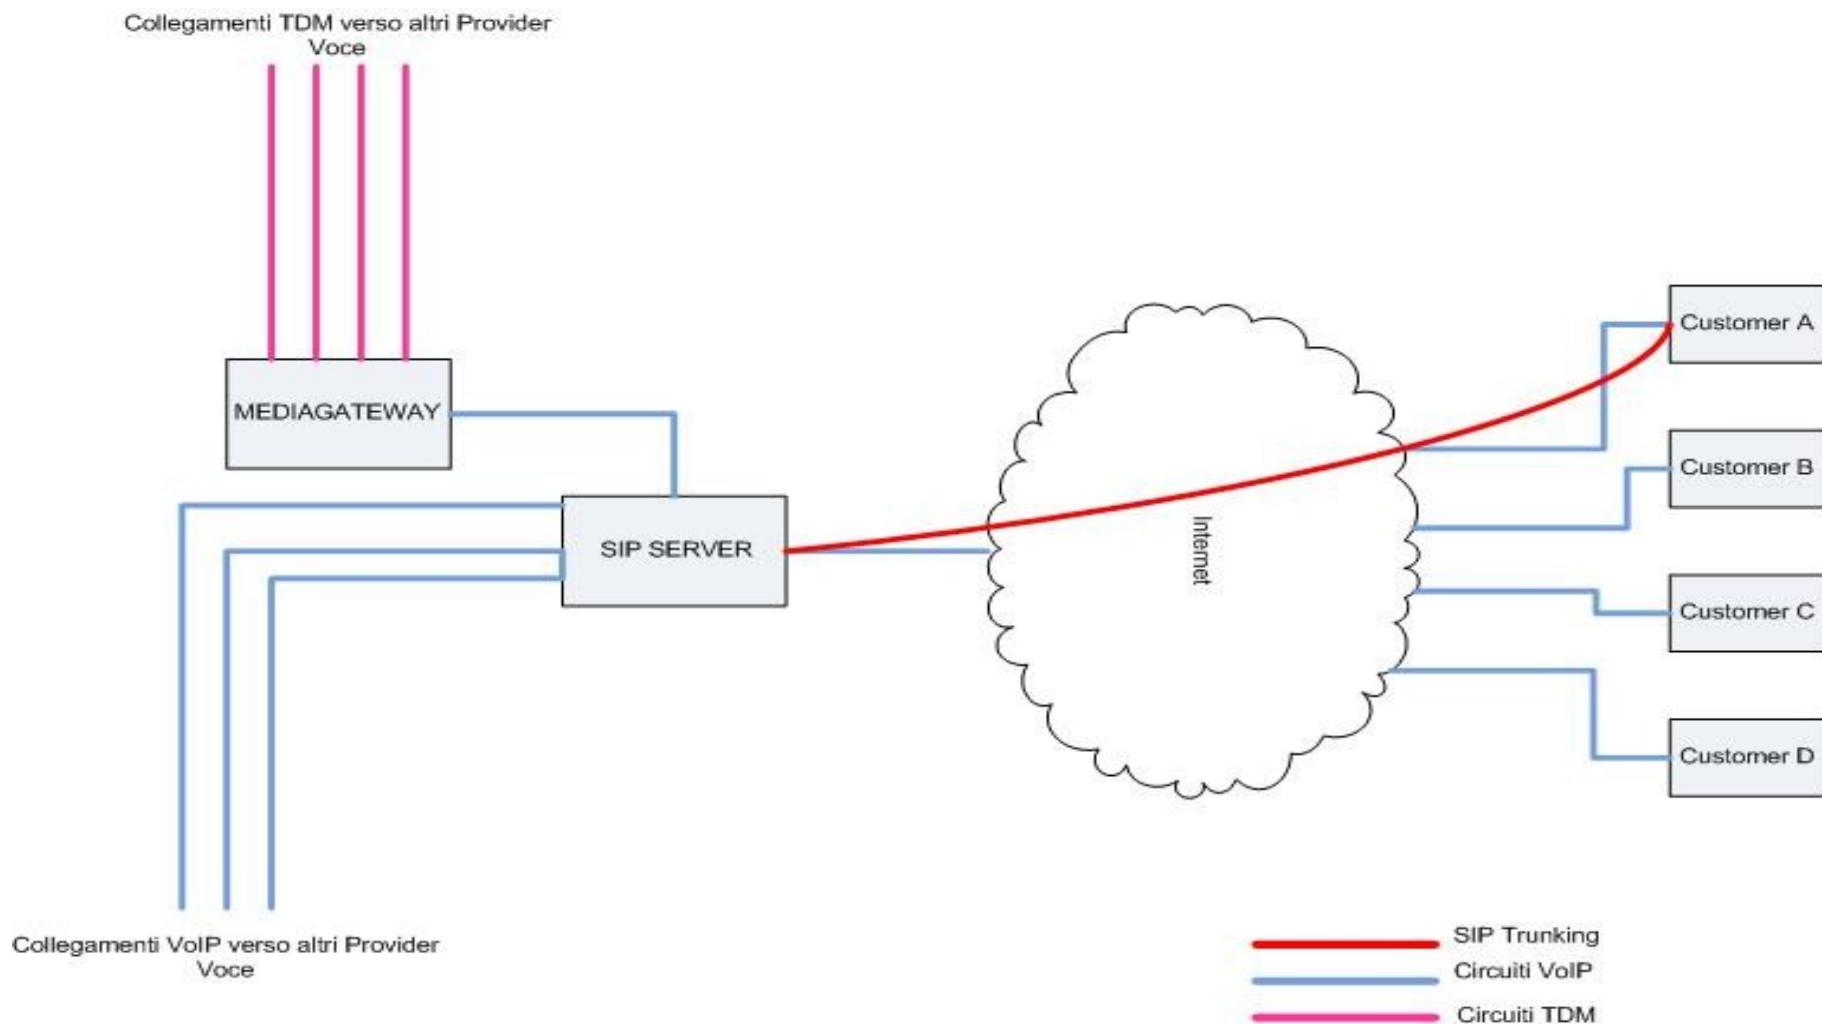 Collegamenti TDM verso altri Provider
Voce
MEDIAGATEWAY
SIP SERVER
Internet
Customer A
Customer B
Customer C
Customer D
Collegamenti VoIP verso altri Provider
Voce
SIP Trunking
Circuiti VoIP
Circuiti TDM